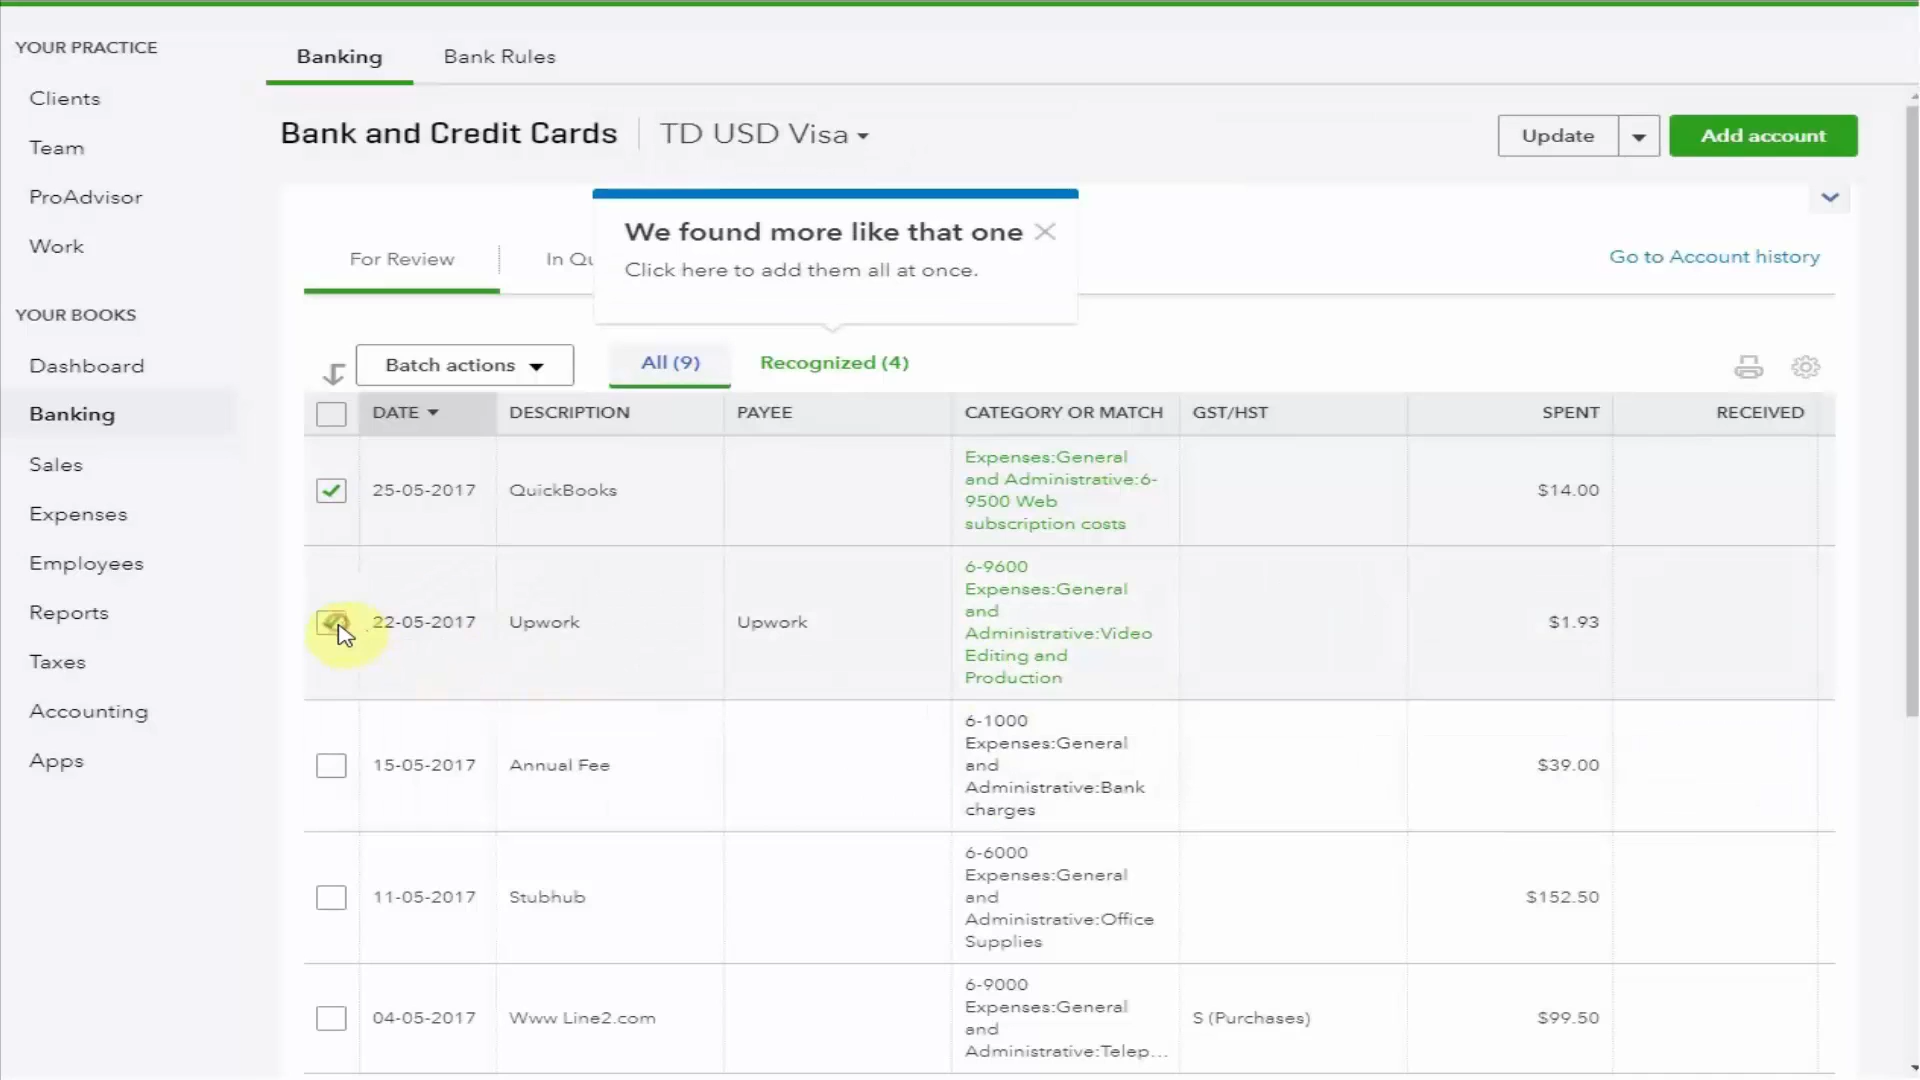 YOUR PRACTICE
Clients
Team
ProAdvisor
Work
YOUR BOOKS
Dashboard
Banking
Sales
Expenses
Employees
Reports
Taxes
Accounting
Apps
Banking Bank Rules
Bank and Credit Cards TD USD Visa
Update Add account
We found more like that one
Click here to add them all at once.
For Review In Qu Go to Account history
Batch actions All (9) Recognized (4)
DATE DESCRIPTION PAYEE CATEGORY OR MATCH GST/HST SPENT RECEIVED
25-05-2017 QuickBooks
Expenses:General
and Administrative:6-
9500 Web
subscription costs
$14.00
22-05-2017 Upwork Upwork
6-9600
Expenses:General
and
Administrative:Video
Editing and
Production
$1.93
15-05-2017 Annual Fee
6-1000
Expenses:General
and
Administrative:Bank
charges
$39.00
11-05-2017 Stubhub
6-6000
Expenses:General
and
Administrative:Office
Supplies
$152.50
04-05-2017 Www Line2.com
6-9000
Expenses:General
and
Administrative:Telep...
S (Purchases) $99.50